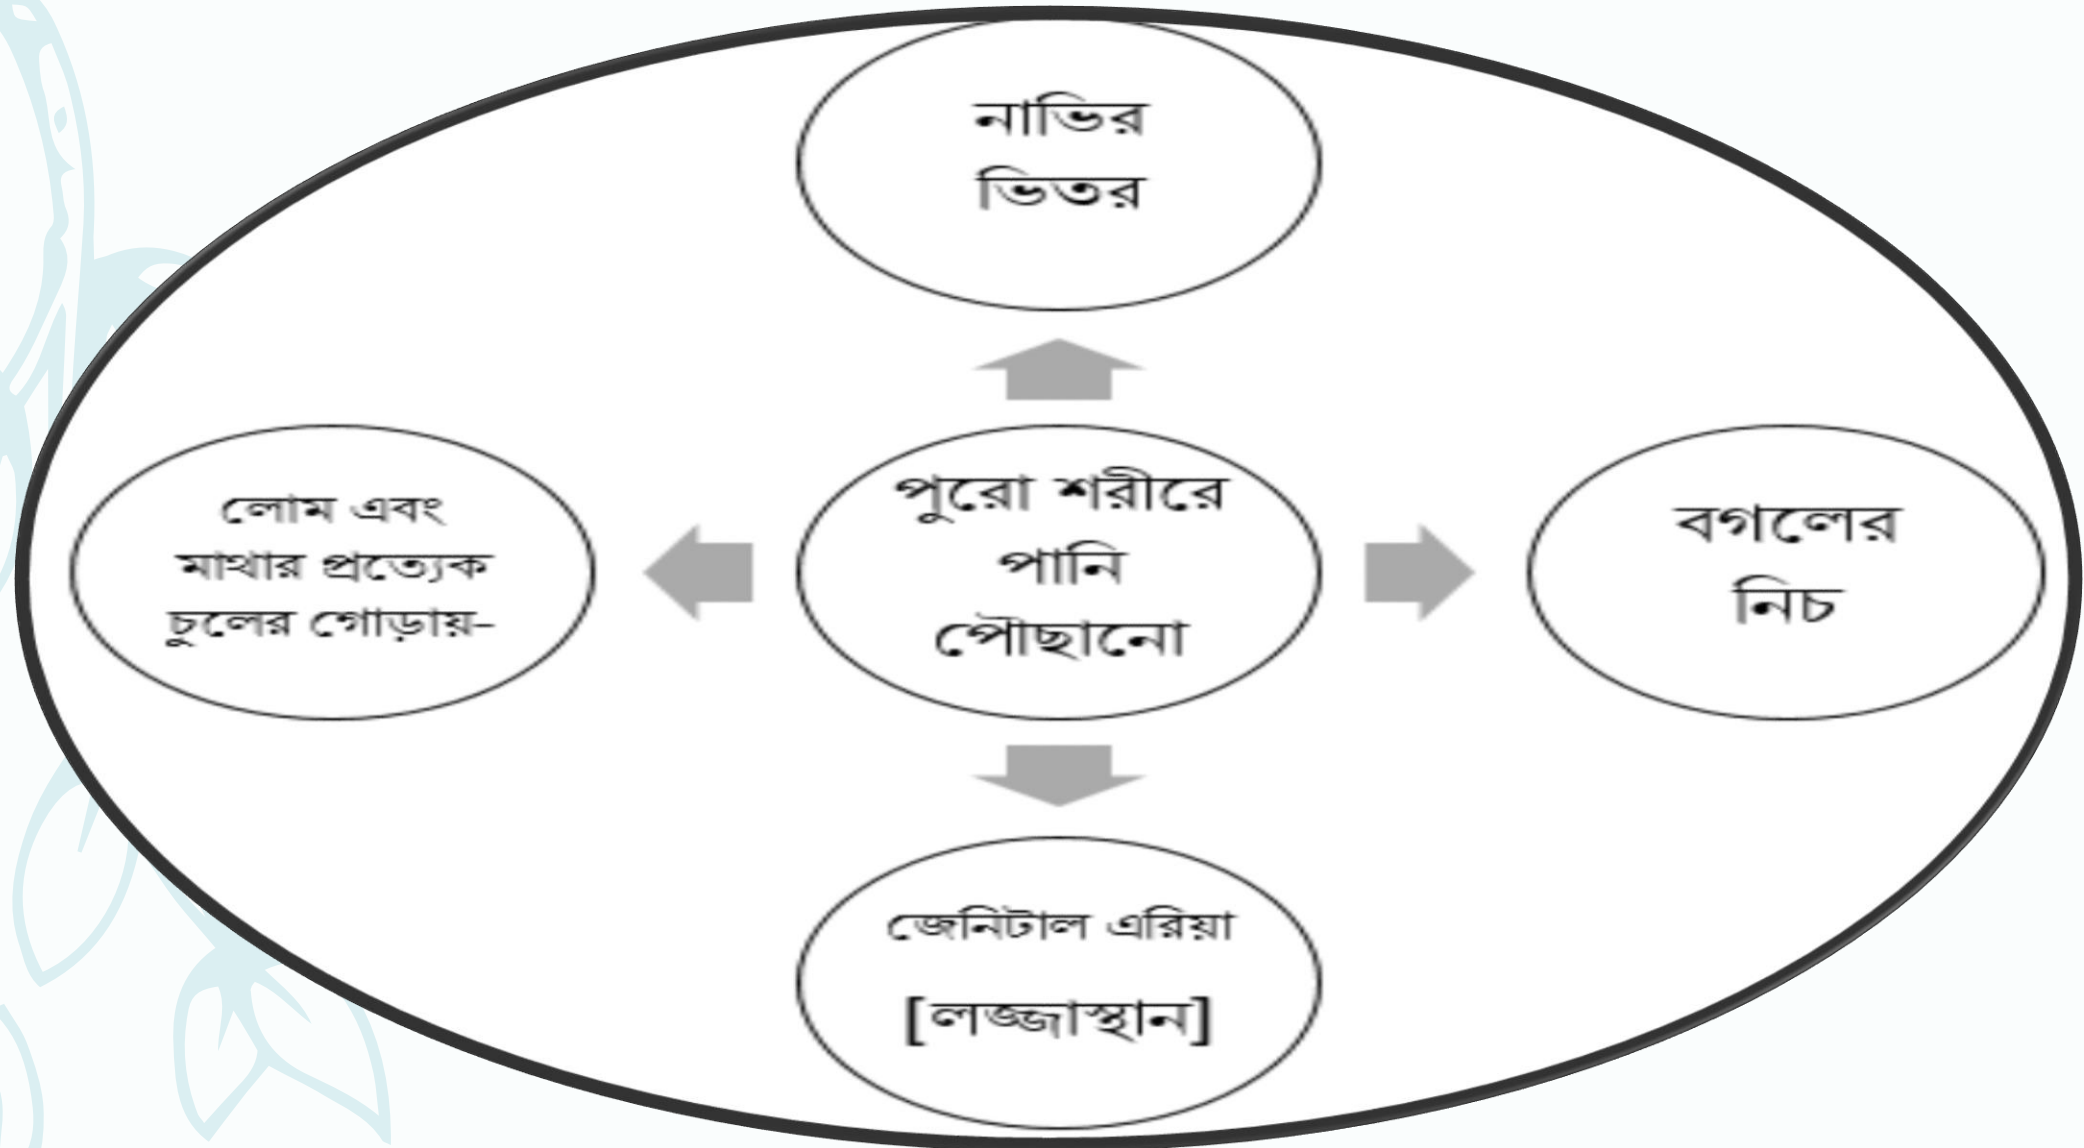 নাভির
ভিতর
লোম এবং
মাথার প্রত্যেক
চুলের গোড়ায়-
পুরো শরীরে
পানি
পৌছানো
বগলের
নিচ
জেনিটাল এরিয়া
[লজ্জাস্থান]